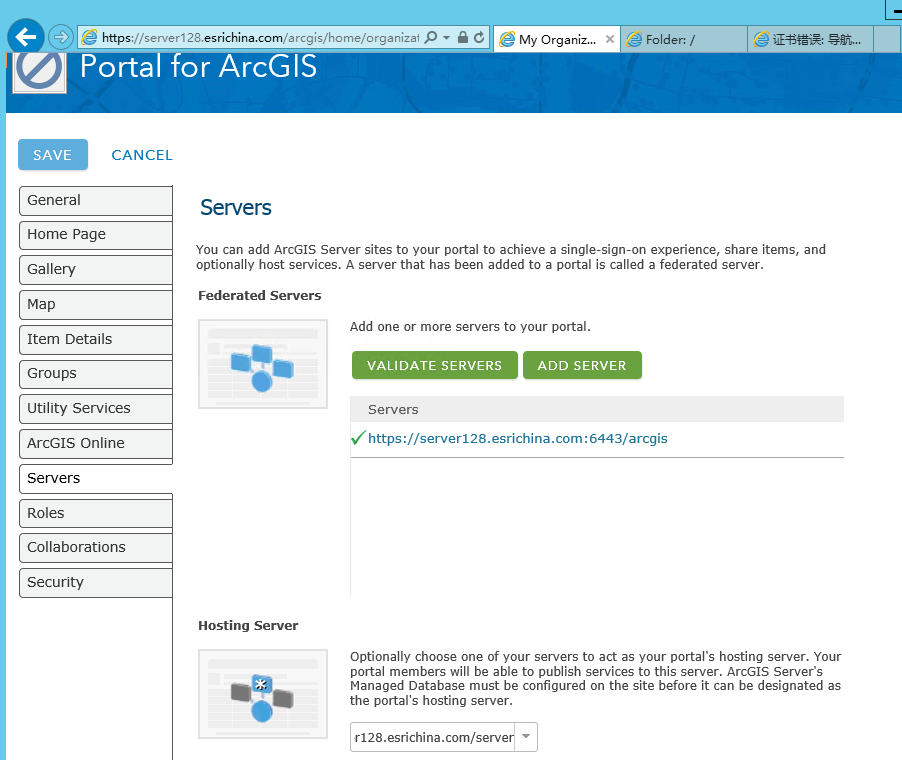 https://server128.esrichina.com/arcgis/home/organizat
My Organiz...
Folder: /
证书错误: 导航...
Portal for ArcGIS
SAVE
CANCEL
General
Home Page
Gallery
Map
Item Details
Groups
Utility Services
ArcGIS Online
Servers
Roles
Collaborations
Security
Servers
You can add ArcGIS Server sites to your portal to achieve a single-sign-on experience, share items, and
optionally host services. A server that has been added to a portal is called a federated server.
Federated Servers
Add one or more servers to your portal.
VALIDATE SERVERS
ADD SERVER
Servers
https://server128.esrichina.com:6443/arcgis
Hosting Server
Optionally choose one of your servers to act as your portal's hosting server. Your
portal members will be able to publish services to this server. ArcGIS Server's
Managed Database must be configured on the site before it can be designated as
the portal's hosting server.
r128.esrichina.com/server